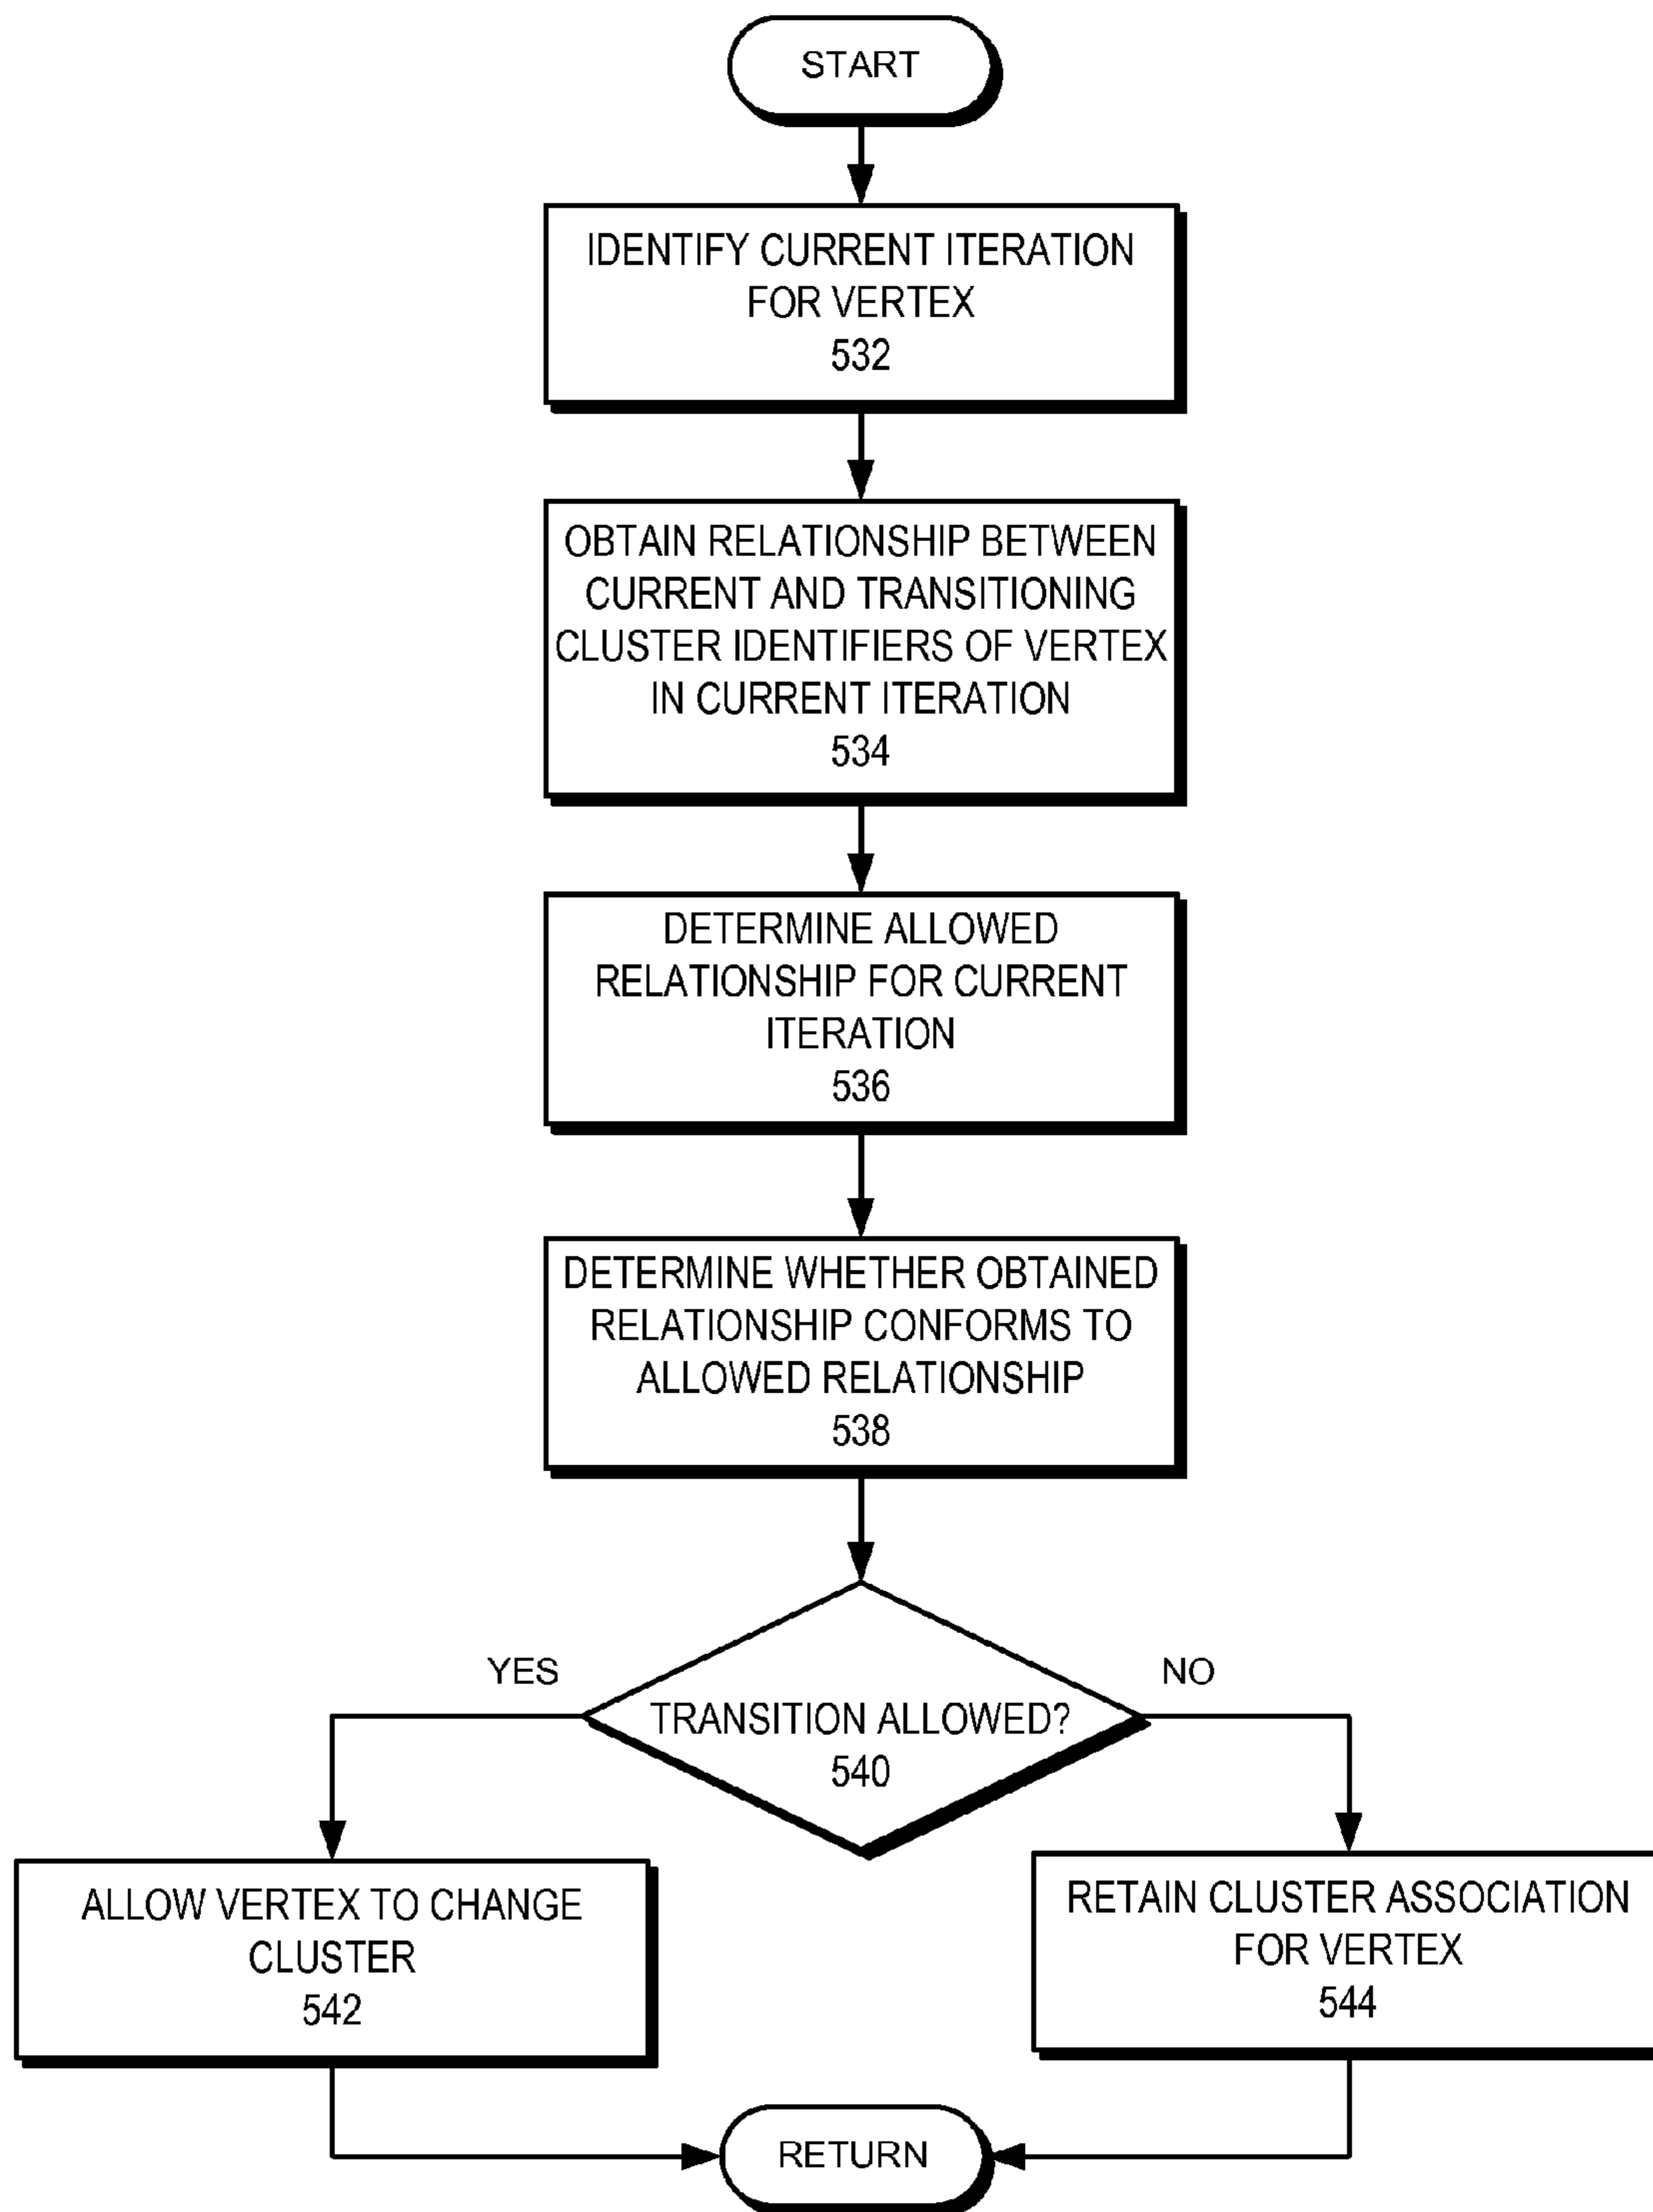 START
IDENTIFY CURRENT ITERATION
FOR VERTEX
532
OBTAIN RELATIONSHIP BETWEEN
CURRENT AND TRANSITIONING
CLUSTER IDENTIFIERS OF VERTEX
IN CURRENT ITERATION
534
DETERMINE ALLOWED
RELATIONSHIP FOR CURRENT
ITERATION
536
DETERMINE WHETHER OBTAINED
RELATIONSHIP CONFORMS TO
ALLOWED RELATIONSHIP
538
YES
NO
TRANSITION ALLOWED?
540
ALLOW VERTEX TO CHANGE
CLUSTER
542
RETAIN CLUSTER ASSOCIATION
FOR VERTEX
544
RETURN